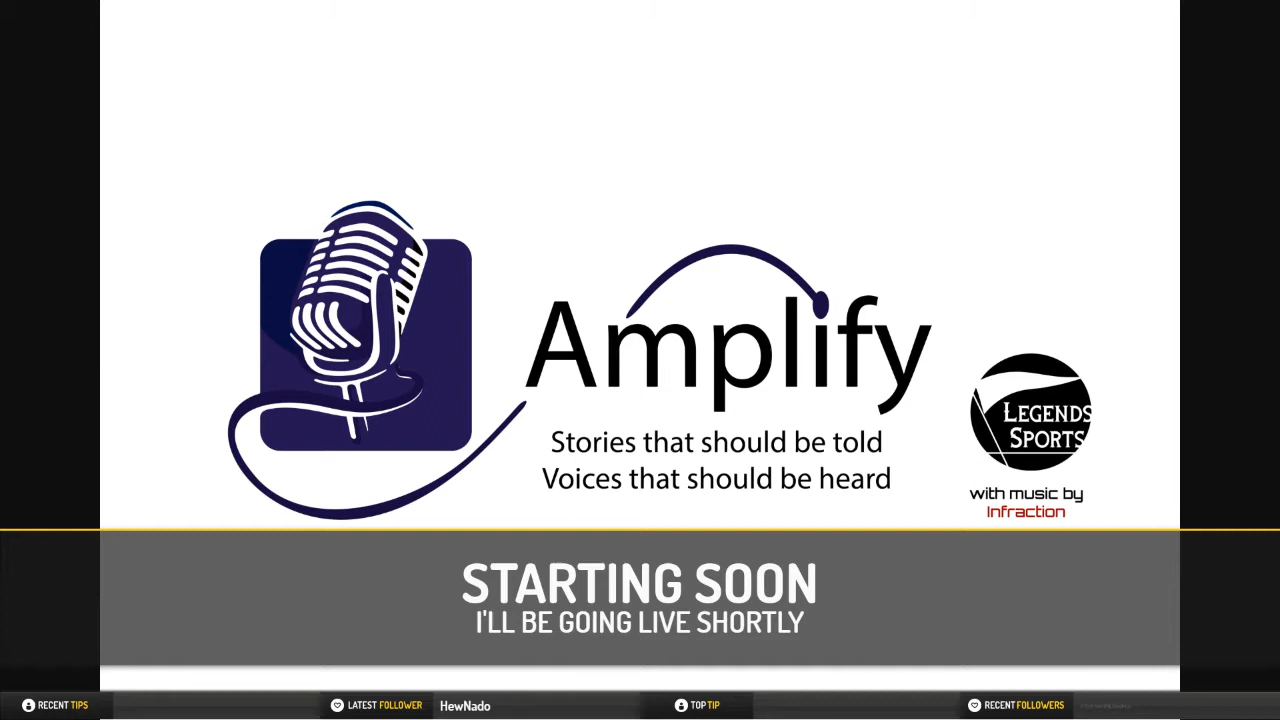 Amplify
Stories that should be told
Voices that should be heard
LEGENDS
SPORTS
with music by
Infraction
STARTING SOON
I'LL BE GOING LIVE SHORTLY
RECENT TIPS
LATEST FOLLOWER HewNado
TOP TIP
RECENT FOLLOWERS